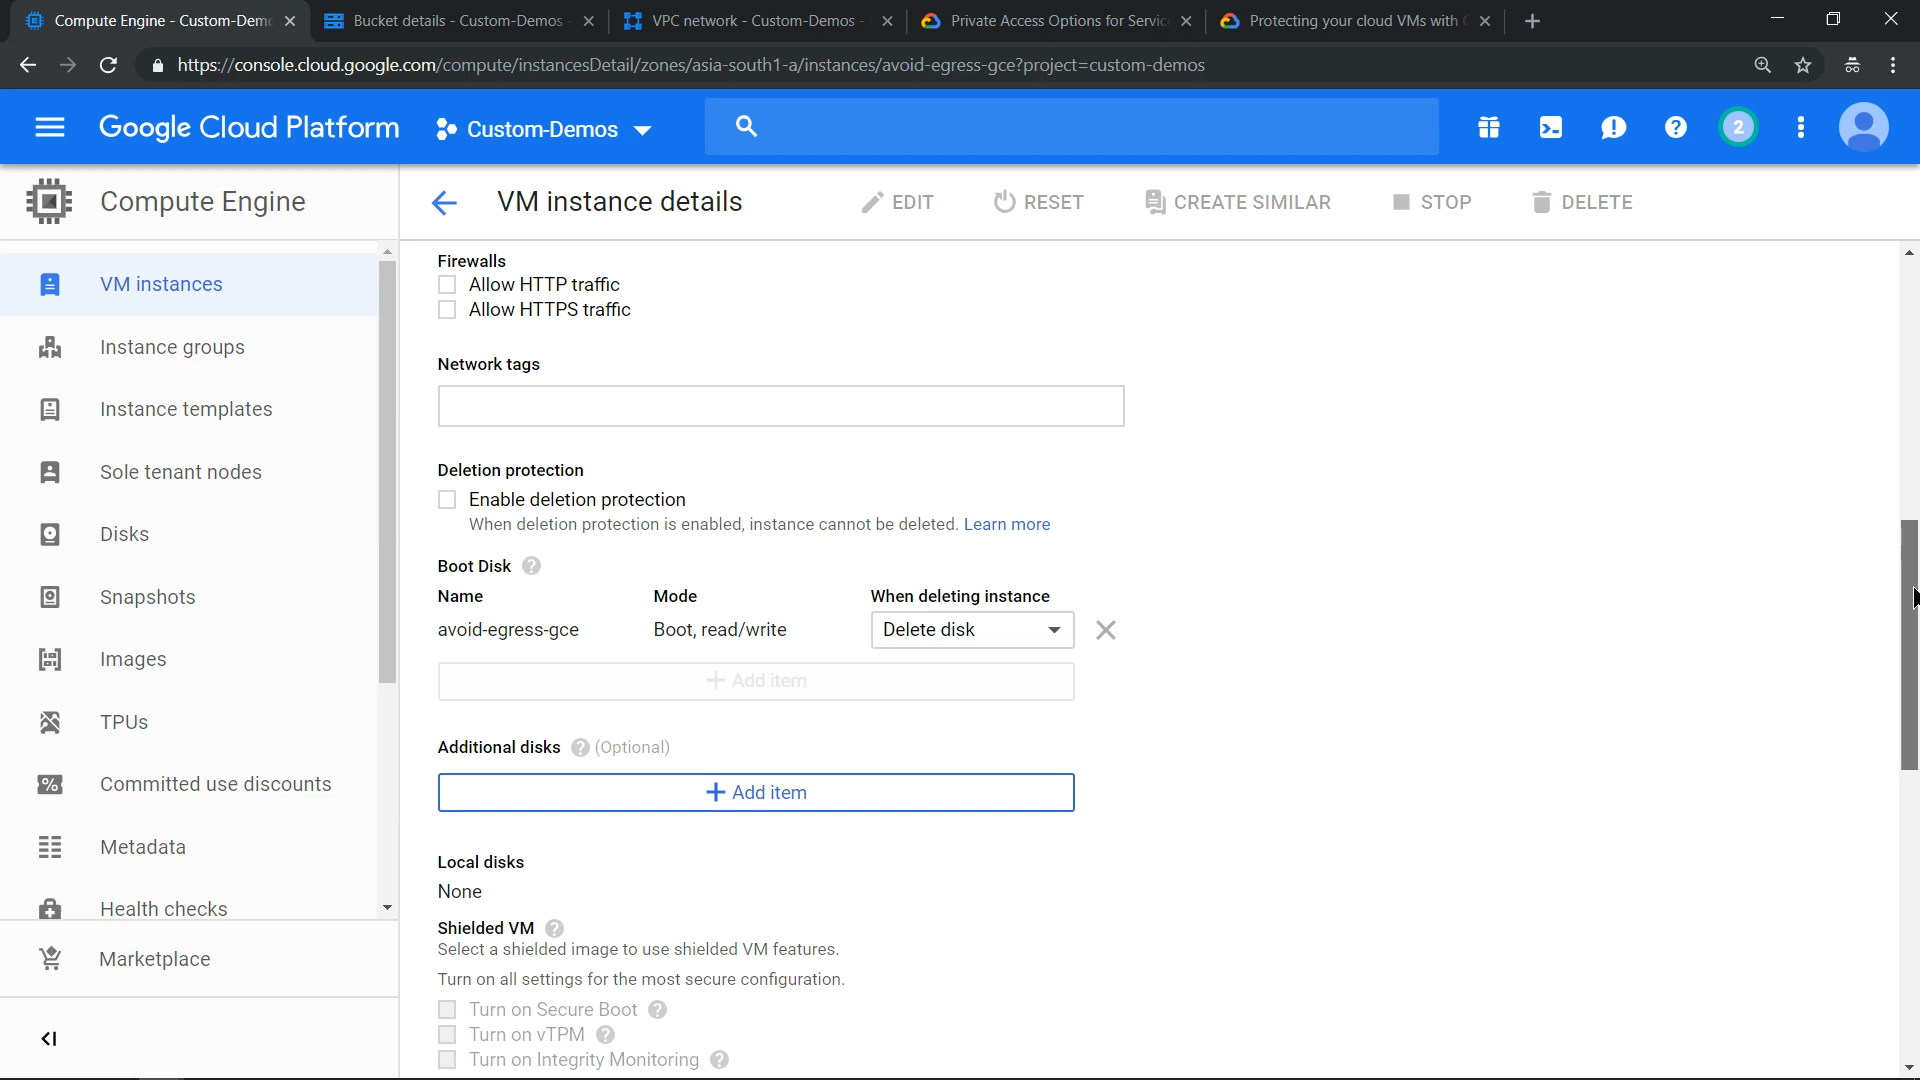 Compute Engine - Custom-Dem
Bucket details - Custom-Demos
VPC network - Custom-Demos -
Private Access Options for Servic
Protecting your cloud VMs with
https://console.cloud.google.com/compute/instancesDetail/zones/asia-south1-a/instances/avoid-egress-gce?project=custom-demos
Google Cloud Platform
Custom-Demos
2
Compute Engine
VM instance details
EDIT
RESET
CREATE SIMILAR
STOP
DELETE
VM instances
Instance groups
Instance templates
Sole tenant nodes
Disks
Snapshots
Images
TPUs
Committed use discounts
Metadata
Health checks
Marketplace
Firewalls
Allow HTTP traffic
Allow HTTPS traffic
Network tags
Deletion protection
Enable deletion protection
When deletion protection is enabled, instance cannot be deleted. Learn more
Boot Disk ?
Name Mode When deleting instance
avoid-egress-gce Boot, read/write Delete disk
+ Add item
Additional disks ? (Optional)
+ Add item
Local disks
None
Shielded VM ?
Select a shielded image to use shielded VM features.
Turn on all settings for the most secure configuration.
Turn on Secure Boot ?
Turn on vTPM ?
Turn on Integrity Monitoring ?